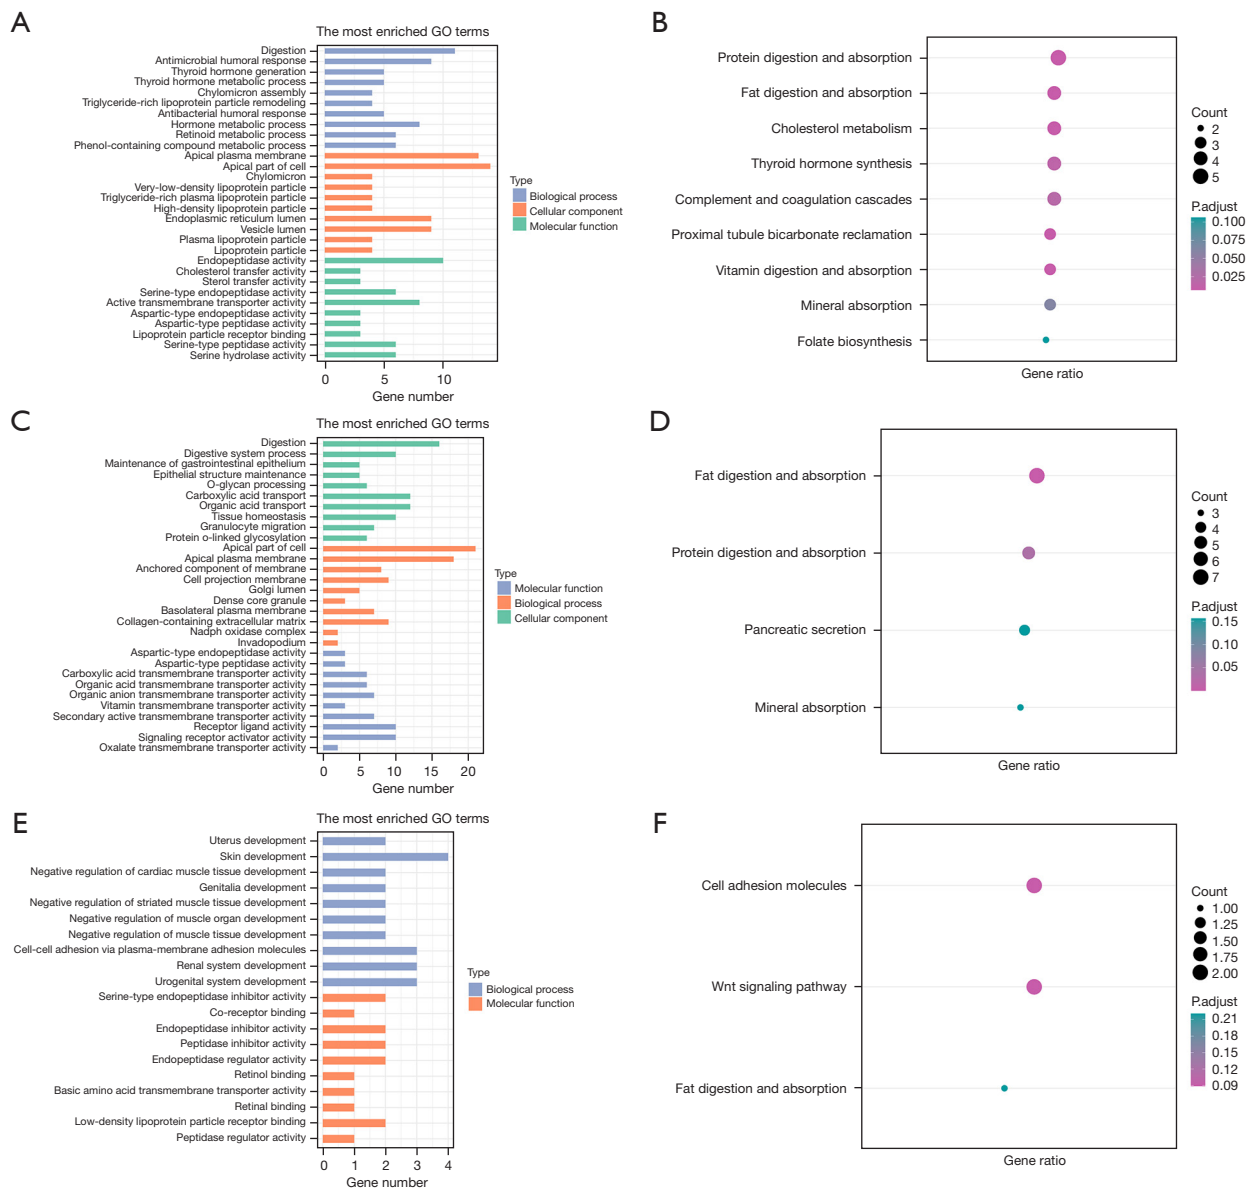 A
The most enriched GO terms
Digestion
Antimicrobial humoral response
Thyroid hormone generation
Thyroid hormone metabolic process
Chylomicron assembly
Triglyceride-rich lipoprotein particle remodeling
Antibacterial humoral response
Hormone metabolic process
Retinoid metabolic process
Phenol-containing compound metabolic process
Apical plasma membrane
Apical part of cell
Chylomicron
Very-low-density lipoprotein particle
Triglyceride-rich plasma lipoprotein particle
High-density lipoprotein particle
Endoplasmic reticulum lumen
Vesicle lumen
Plasma lipoprotein particle
Lipoprotein particle
Endopeptidase activity
Cholesterol transfer activity
Sterol transfer activity
Serine-type endopeptidase activity
Active transmembrane transporter activity
Aspartic-type endopeptidase activity
Aspartic-type peptidase activity
Lipoprotein particle receptor binding
Serine-type peptidase activity
Serine hydrolase activity
0 5 10
Gene number
Type
Biological process
Cellular component
Molecular function
B
Protein digestion and absorption
Fat digestion and absorption
Cholesterol metabolism
Thyroid hormone synthesis
Complement and coagulation cascades
Proximal tubule bicarbonate reclamation
Vitamin digestion and absorption
Mineral absorption
Folate biosynthesis
Gene ratio
Count
2
3
4
5
P.adjust
0.100
0.075
0.050
0.025
C
The most enriched GO terms
Digestion
Digestive system process
Maintenance of gastrointestinal epithelium
Epithelial structure maintenance
O-glycan processing
Carboxylic acid transport
Organic acid transport
Tissue homeostasis
Granulocyte migration
Protein o-linked glycosylation
Apical part of cell
Apical plasma membrane
Anchored component of membrane
Cell projection membrane
Golgi lumen
Dense core granule
Basolateral plasma membrane
Collagen-containing extracellular matrix
Nadph oxidase complex
Invadopodium
Aspartic-type endopeptidase activity
Aspartic-type peptidase activity
Carboxylic acid transmembrane transporter activity
Organic acid transmembrane transporter activity
Organic anion transmembrane transporter activity
Vitamin transmembrane transporter activity
Secondary active transmembrane transporter activity
Receptor ligand activity
Signaling receptor activator activity
Oxalate transmembrane transporter activity
0 5 10 15 20
Gene number
Type
Molecular function
Biological process
Cellular component
D
Fat digestion and absorption
Protein digestion and absorption
Pancreatic secretion
Mineral absorption
Gene ratio
Count
3
4
5
6
7
P.adjust
0.15
0.10
0.05
E
The most enriched GO terms
Uterus development
Skin development
Negative regulation of cardiac muscle tissue development
Genitalia development
Negative regulation of striated muscle tissue development
Negative regulation of muscle organ development
Negative regulation of muscle tissue development
Cell-cell adhesion via plasma-membrane adhesion molecules
Renal system development
Urogenital system development
Serine-type endopeptidase inhibitor activity
Co-receptor binding
Endopeptidase inhibitor activity
Peptidase inhibitor activity
Endopeptidase regulator activity
Retinol binding
Basic amino acid transmembrane transporter activity
Retinal binding
Low-density lipoprotein particle receptor binding
Peptidase regulator activity
0 1 2 3 4
Gene number
Type
Biological process
Molecular function
F
Cell adhesion molecules
Wnt signaling pathway
Fat digestion and absorption
Gene ratio
Count
1.00
1.25
1.50
1.75
2.00
P.adjust
0.21
0.18
0.15
0.12
0.09